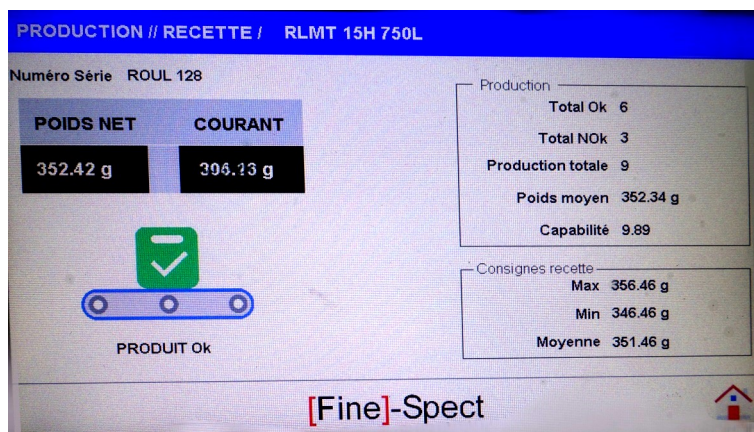 PRODUCTION // RECETTE / RLMT 15H 750L
Numéro Série ROUL 128
POIDS NET COURANT
352.42 g
PRODUIT Ok
Production
Total Ok 6
Total NOk 3
Production totale 9
Poids moyen 352.34 g
Capabilité 9.89
Consignes recette
Max 356.46 g
Min 346.46 g
Moyenne 351.46 g
[Fine]-Spect